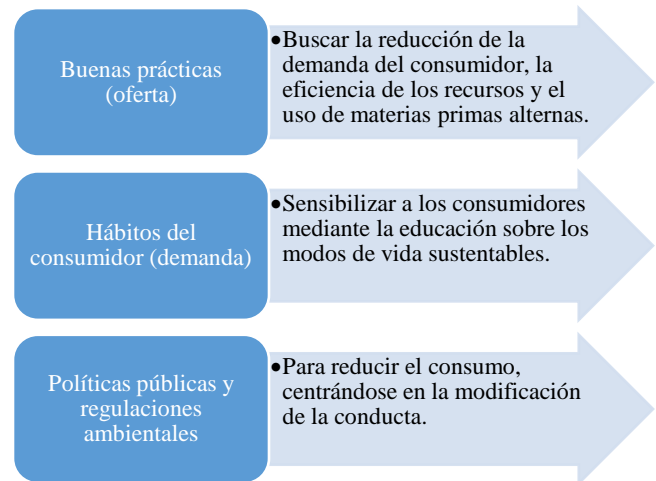 Buenas prácticas
(oferta)
•Buscar la reducción de la
demanda del consumidor, la
eficiencia de los recursos y el
uso de materias primas alternas.
Hábitos del
consumidor (demanda)
•Sensibilizar a los consumidores
mediante la educación sobre los
modos de vida sustentables.
Políticas públicas y
regulaciones
ambientales
•Para reducir el consumo,
centrándose en la modificación
de la conducta.